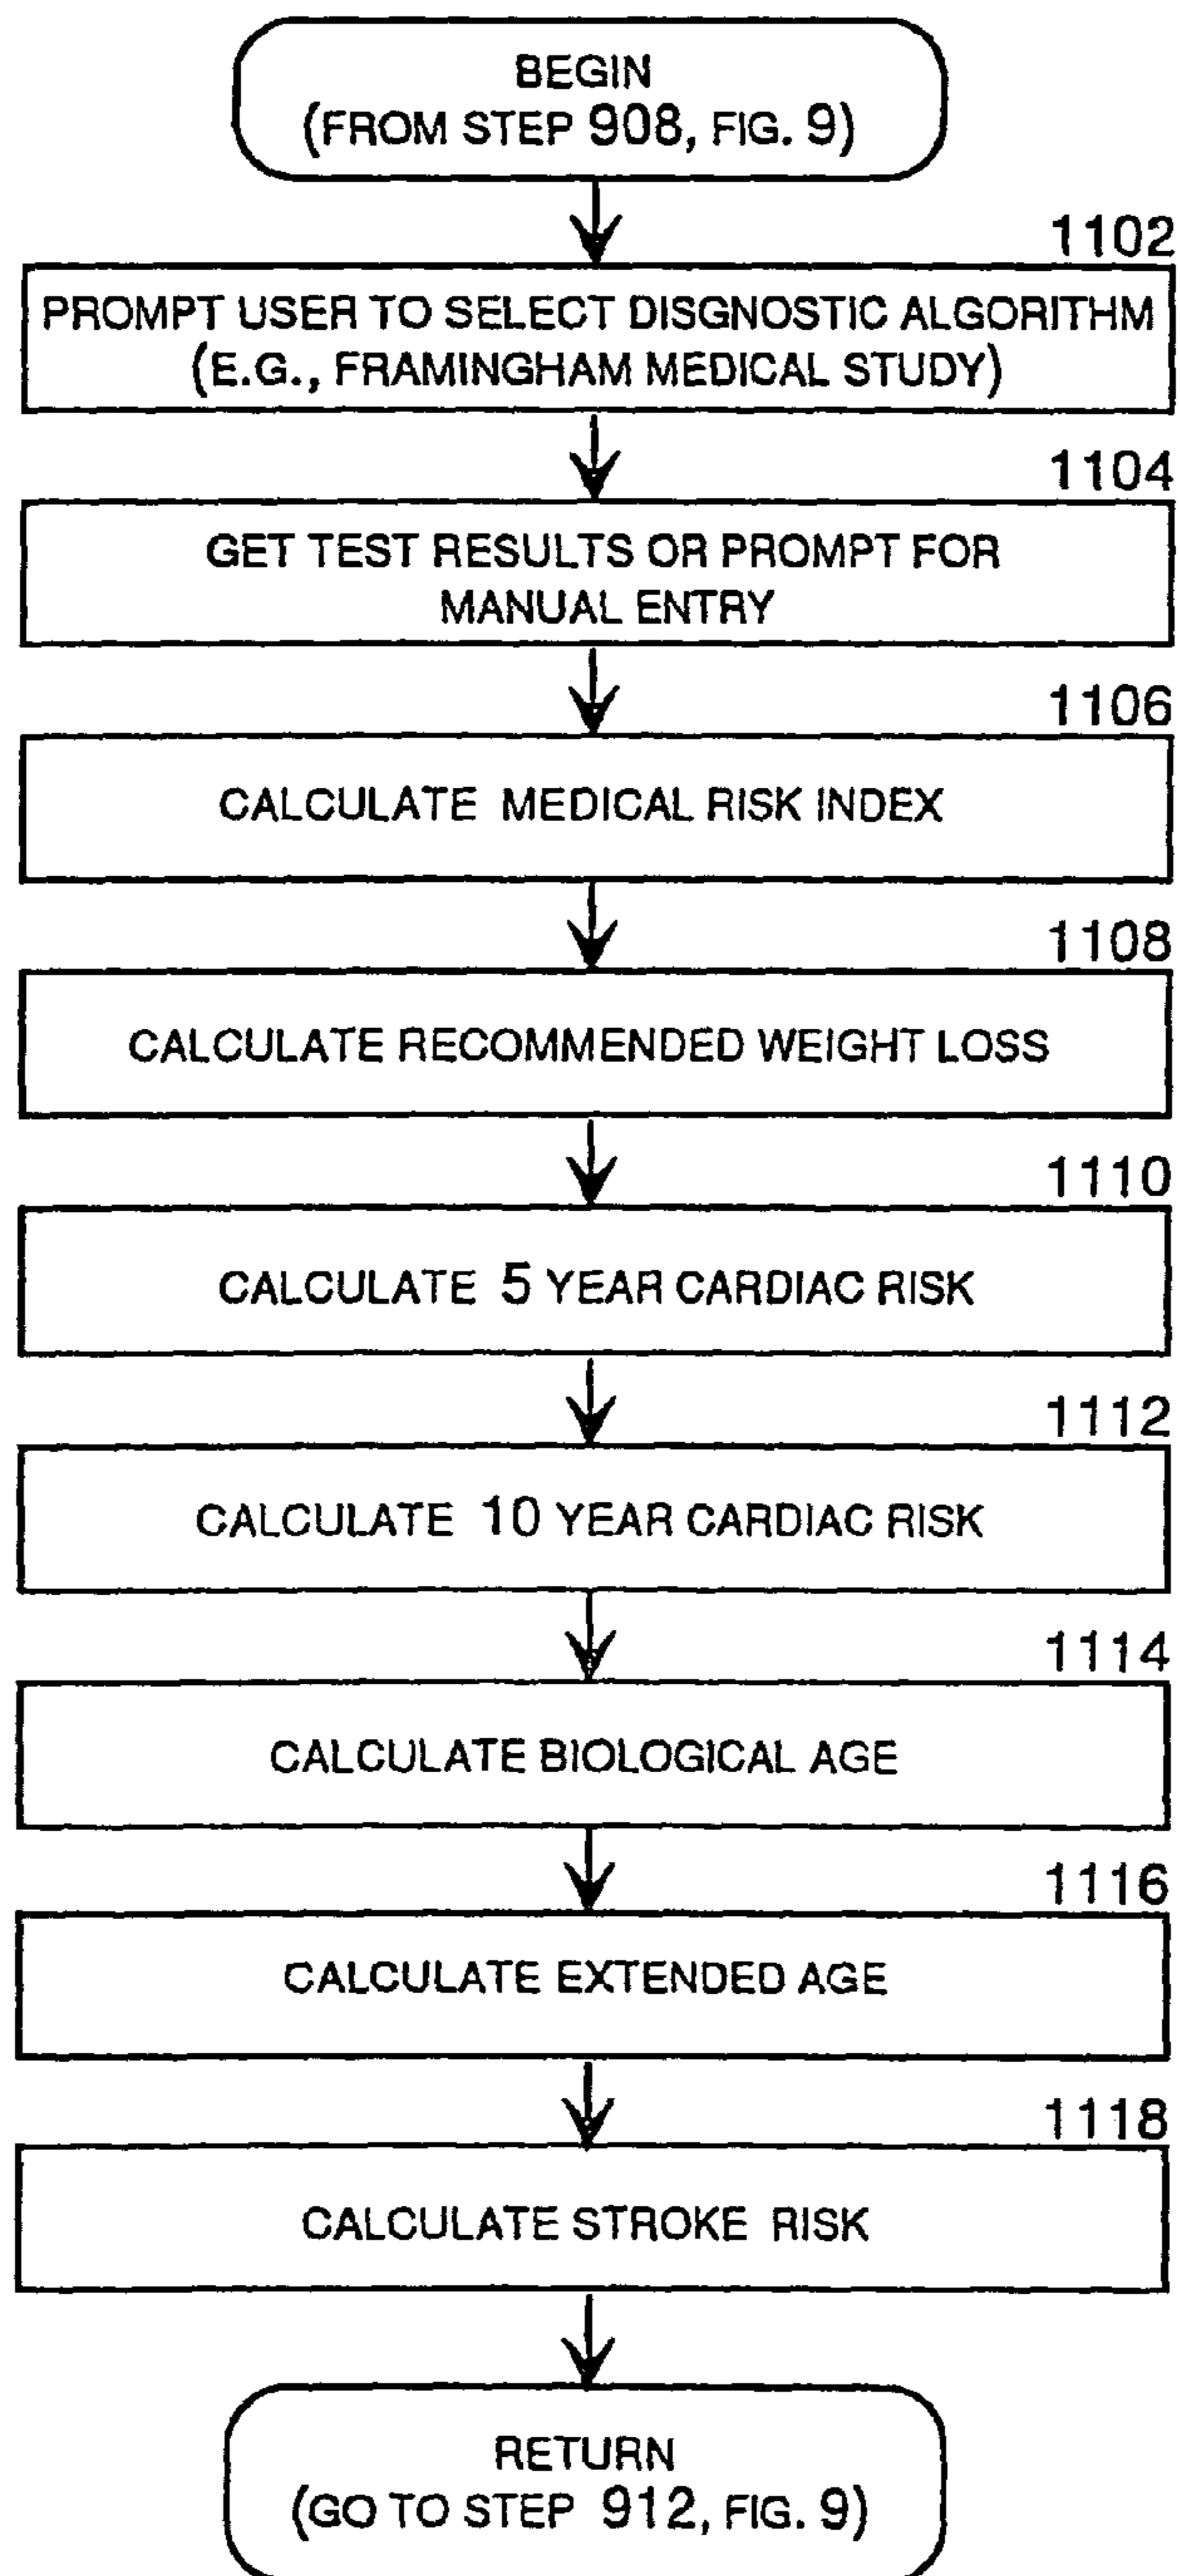 BEGIN
(FROM STEP 908, FIG. 9)
1102
PROMPT USER TO SELECT DISGNOSTIC ALGORITHM
(E.G., FRAMINGHAM MEDICAL STUDY)
1104
GET TEST RESULTS OR PROMPT FOR
MANUAL ENTRY
1106
CALCULATE MEDICAL RISK INDEX
1108
CALCULATE RECOMMENDED WEIGHT LOSS
1110
CALCULATE 5 YEAR CARDIAC RISK
1112
CALCULATE 10 YEAR CARDIAC RISK
1114
CALCULATE BIOLOGICAL AGE
1116
CALCULATE EXTENDED AGE
1118
CALCULATE STROKE RISK
RETURN
(GO TO STEP 912, FIG. 9)